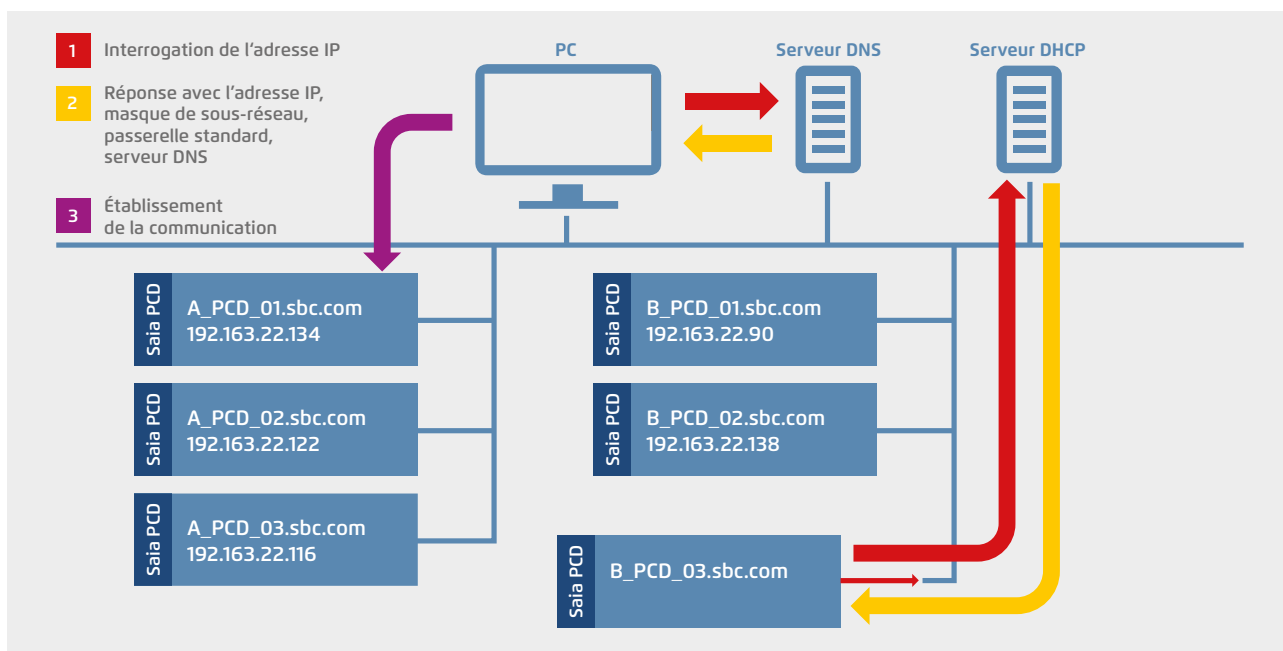 1 Interrogation de l'adresse IP
2 Réponse avec l'adresse IP,
masque de sous-réseau,
passerelle standard,
serveur DNS
3 Établissement
de la communication
PC
Serveur DNS
Serveur DHCP
Saia PCD
A_PCD_01.sbc.com
192.163.22.134
Saia PCD
A_PCD_02.sbc.com
192.163.22.122
Saia PCD
A_PCD_03.sbc.com
192.163.22.116
Saia PCD
B_PCD_01.sbc.com
192.163.22.90
Saia PCD
B_PCD_02.sbc.com
192.163.22.138
Saia PCD
B_PCD_03.sbc.com